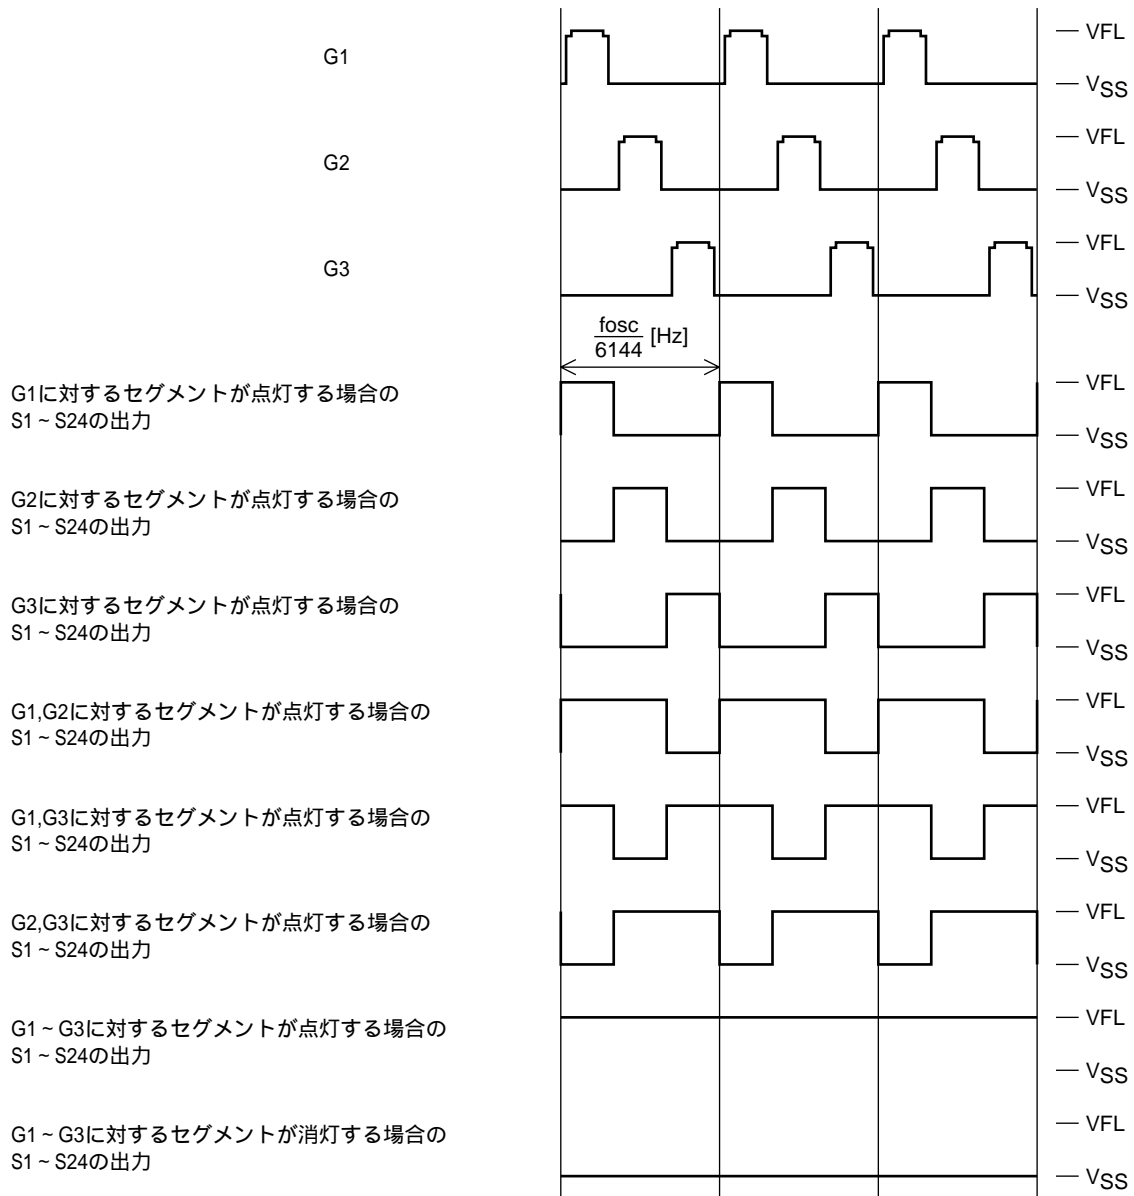 G1
VFL
VSS
G2
VFL
VSS
G3
VFL
VSS
fosc
6144
[Hz]
G1に対するセグメントが点灯する場合の
S1 ~ S24の出力
VFL
VSS
G2に対するセグメントが点灯する場合の
S1 ~ S24の出力
VFL
VSS
G3に対するセグメントが点灯する場合の
S1 ~ S24の出力
VFL
VSS
G1,G2に対するセグメントが点灯する場合の
S1 ~ S24の出力
VFL
VSS
G1,G3に対するセグメントが点灯する場合の
S1 ~ S24の出力
VFL
VSS
G2,G3に対するセグメントが点灯する場合の
S1 ~ S24の出力
VFL
VSS
G1 ~ G3に対するセグメントが点灯する場合の
S1 ~ S24の出力
VFL
VSS
G1 ~ G3に対するセグメントが消灯する場合の
S1 ~ S24の出力
VFL
VSS